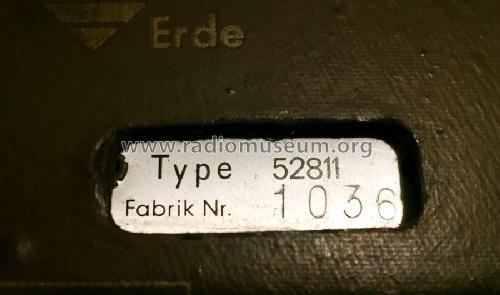 Erde
www.radiomuseum.org
Type 52811
Fabrik Nr. 1036